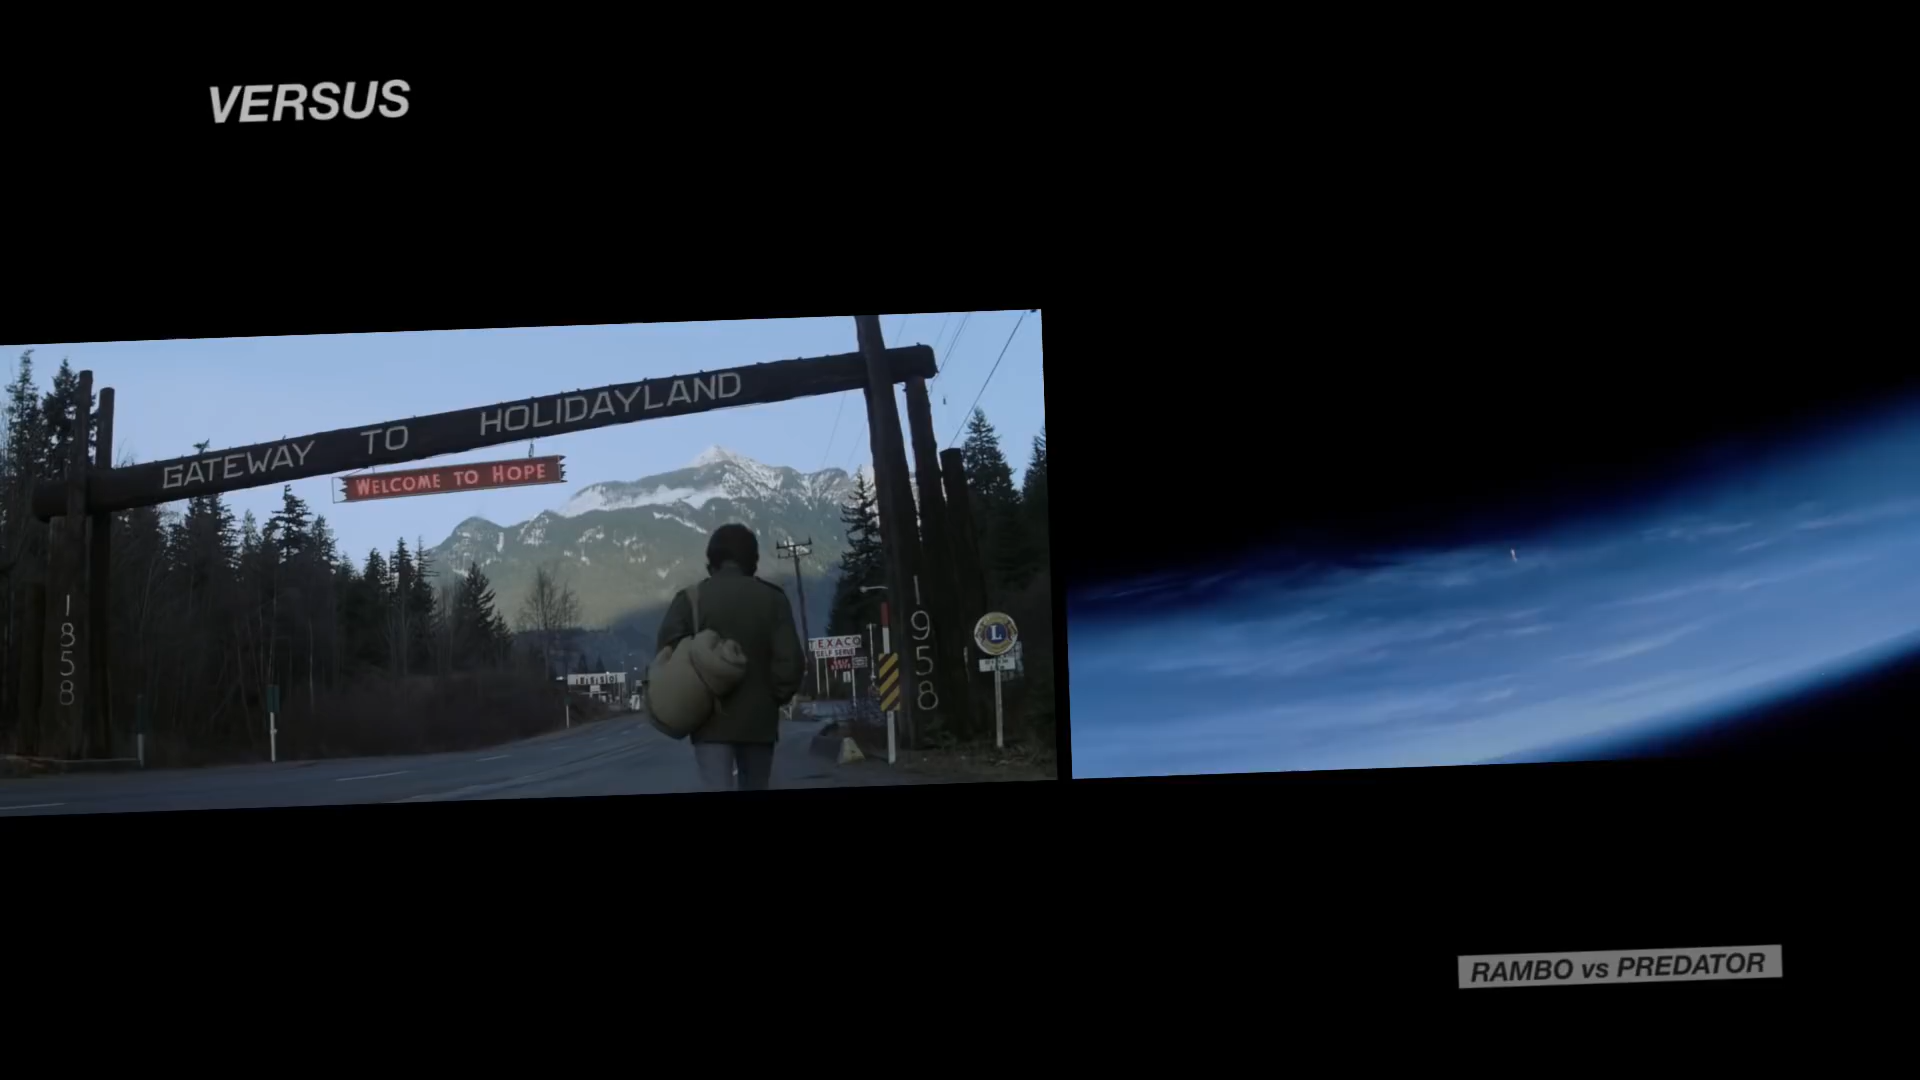 VERSUS
GATEWAY TO HOLIDAYLAND
WELCOME TO HOPE
1858
1958
TEXACO
SELF SERVE
L
RAMBO vs PREDATOR